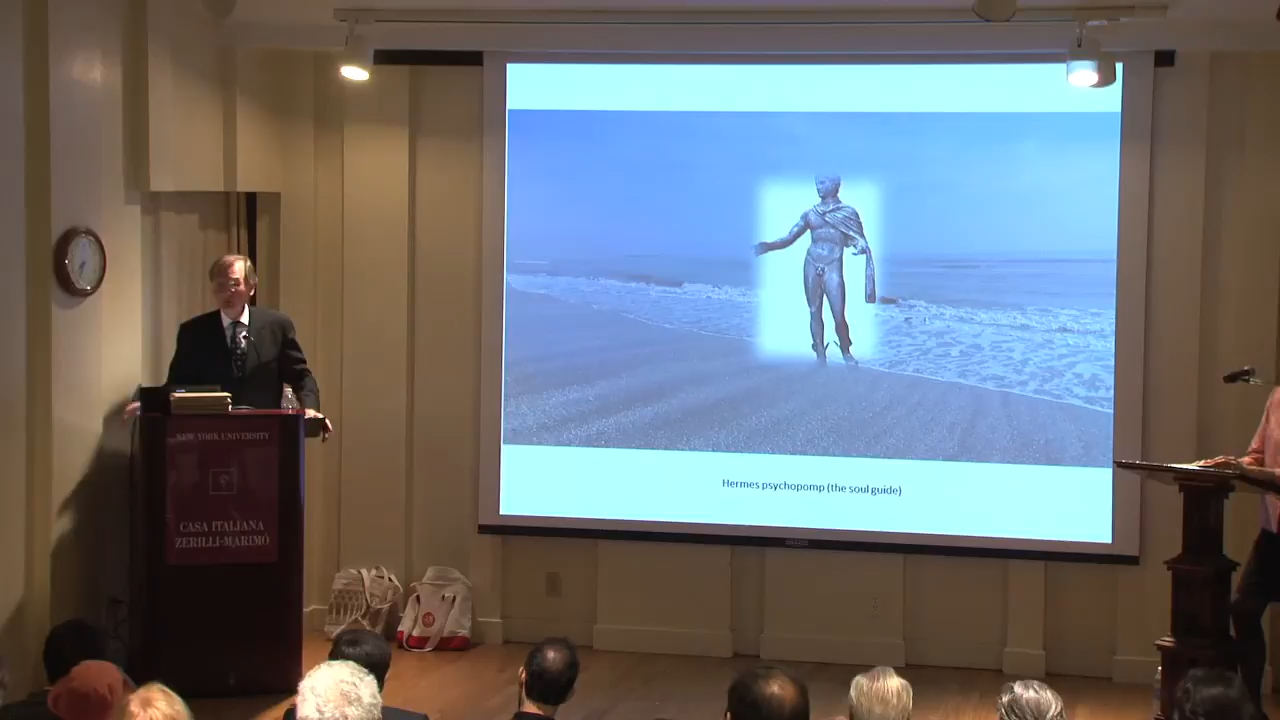 Hermes psychopomp (the soul guide)
NEW YORK UNIVERSITY
CASA ITALIANA
ZERILLI-MARIMÒ